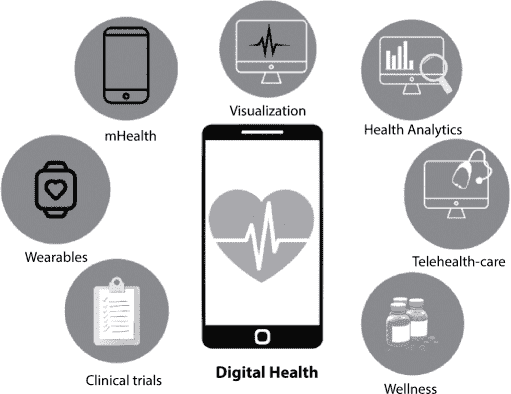 Visualization
mHealth
Health Analytics
Wearables
Telehealth-care
Clinical trials
Digital Health
Wellness